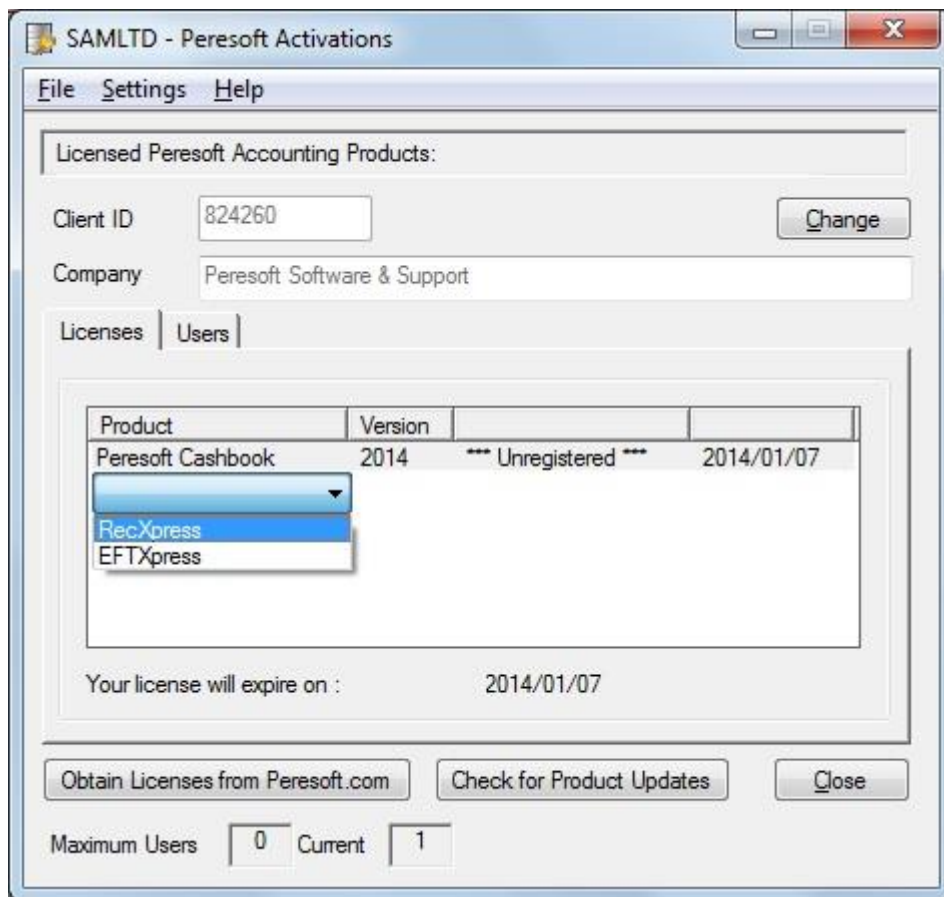 SAMLTD - Peresoft Activations
File Settings Help
Licensed Peresoft Accounting Products:
Client ID 824260 Change
Company Peresoft Software & Support
Licenses Users
Product Version
Peresoft Cashbook 2014 *** Unregistered *** 2014/01/07
RecXpress
EFTXpress
Your license will expire on : 2014/01/07
Obtain Licenses from Peresoft.com Check for Product Updates Close
Maximum Users 0 Current 1